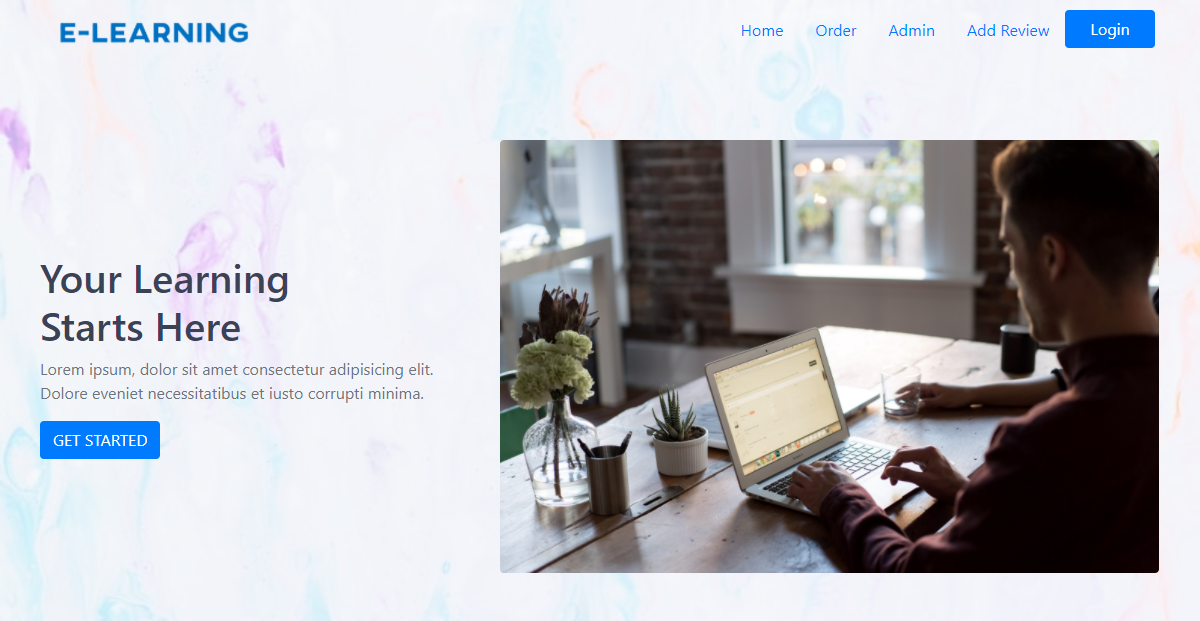 E-LEARNING
Home Order Admin Add Review Login
Your Learning
Starts Here
Lorem ipsum, dolor sit amet consectetur adipisicing elit.
Dolore eveniet necessitatibus et iusto corrupti minima.
GET STARTED